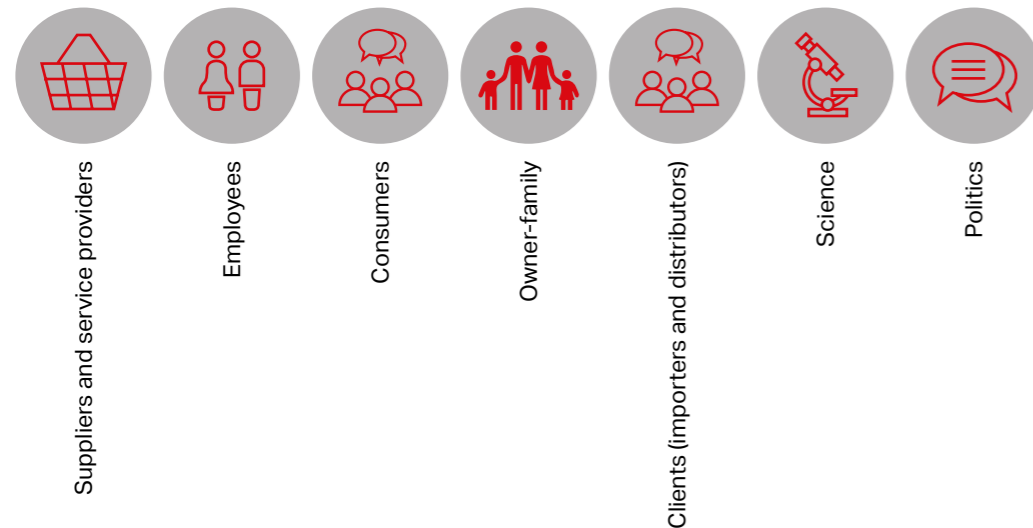 Suppliers and service providers
Employees
Consumers
Owner-family
Clients (importers and distributors)
Science
Politics